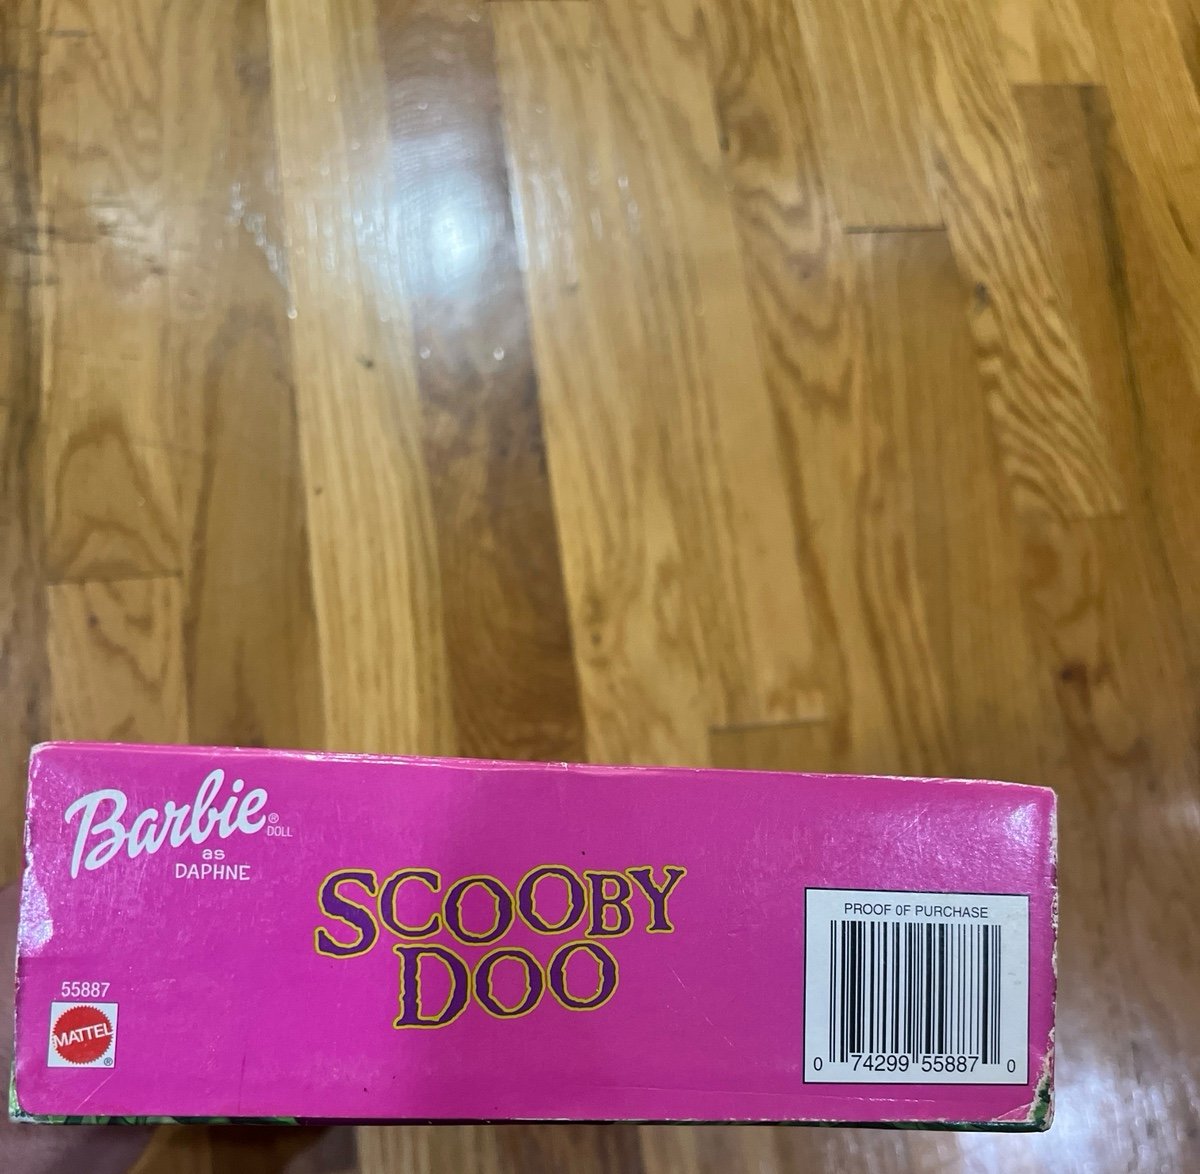 Barbie®
DOLL
as
DAPHNE
SCOOBY
DOO
55887
MATTEL
®
PROOF OF PURCHASE
0 74299 55887 0